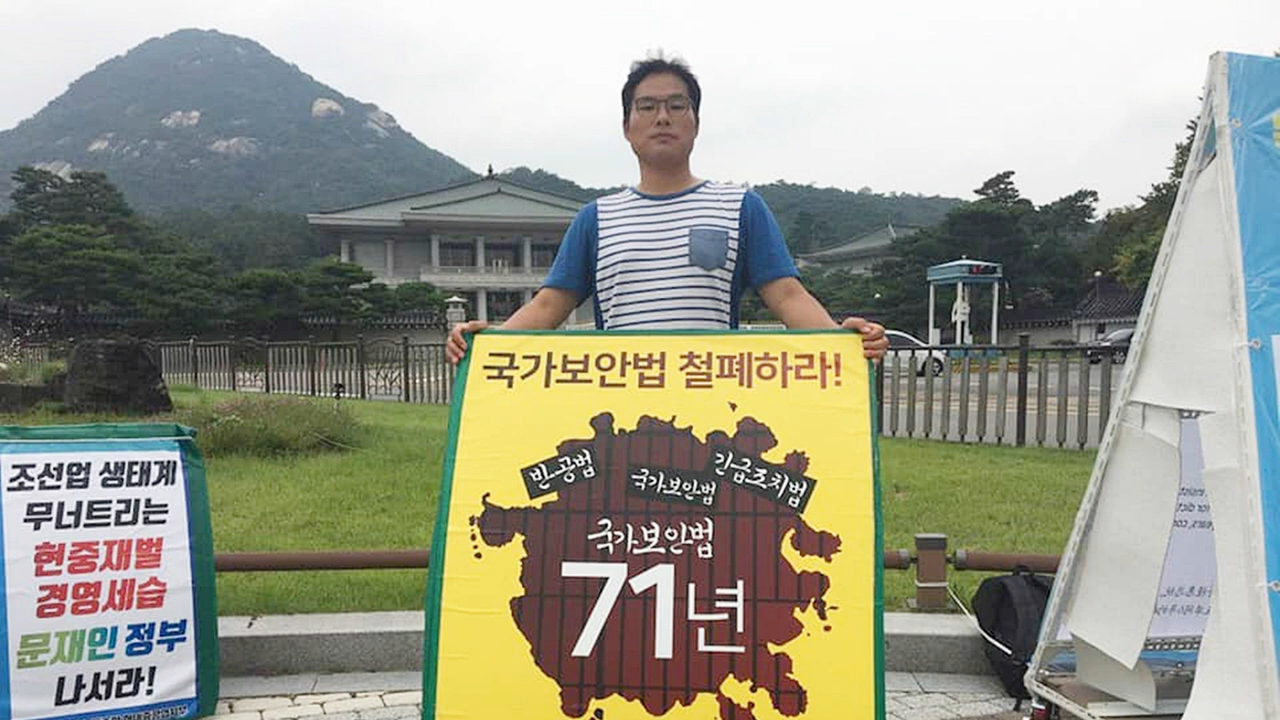 국가보안법 철폐하라!
반공법
국가보안법
긴급조치법
국가보안법
71년
조선업 생태계
무너트리는
현중재벌
경영세습
문재인 정부
나서라!